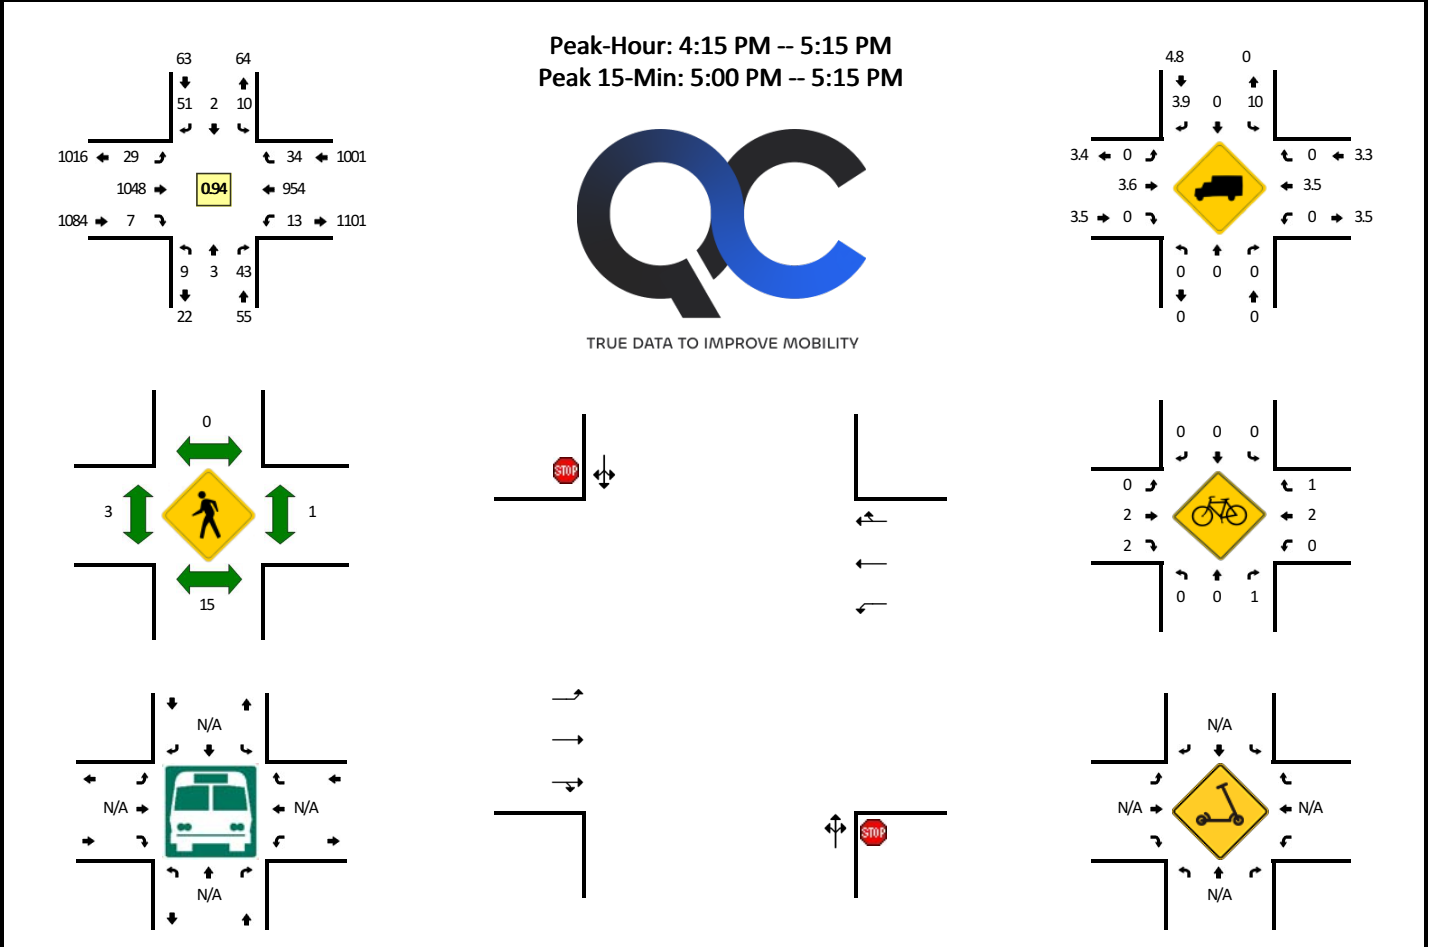 Peak-Hour: 4:15 PM -- 5:15 PM
Peak 15-Min: 5:00 PM -- 5:15 PM
63 64
51 2 10
1016 29 34 1001
1048 0.94 954
1084 7 13 1101
9 3 43
22 55
TRUE DATA TO IMPROVE MOBILITY
4.8 0
3.9 0 10
3.4 0 0 3.3
3.6 3.5
3.5 0 0 3.5
0 0 0
0 0
0
3 1
15
STOP
STOP
0 0 0
0 1
2 2
2 0
0 0 1
N/A
N/A N/A
N/A
N/A
N/A N/A
N/A